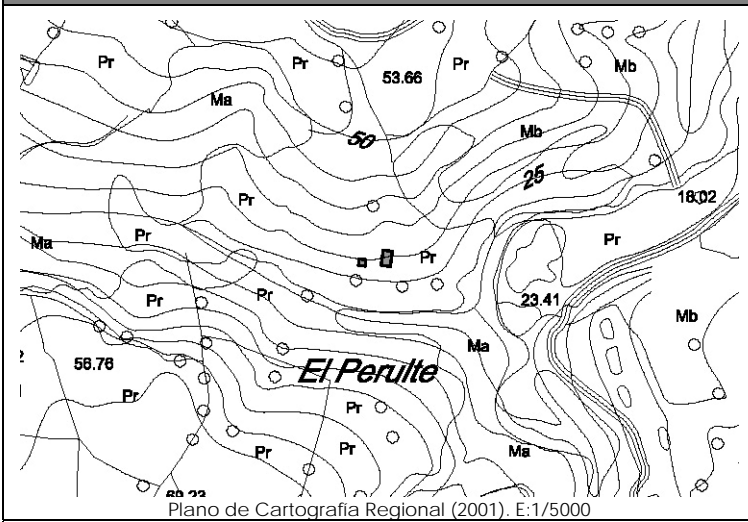 Pr
Pr
53.66
Pr
Mb
Ma
50
Mb
25
Pr
18.02
Ma
Pr
Pr
Pr
Pr
Pr
23.41
Mb
56.76
Ma
El Perulte
Pr
Pr
Pr
Pr
Ma
69.23
Plano de Cartografía Regional (2001). E:1/5000